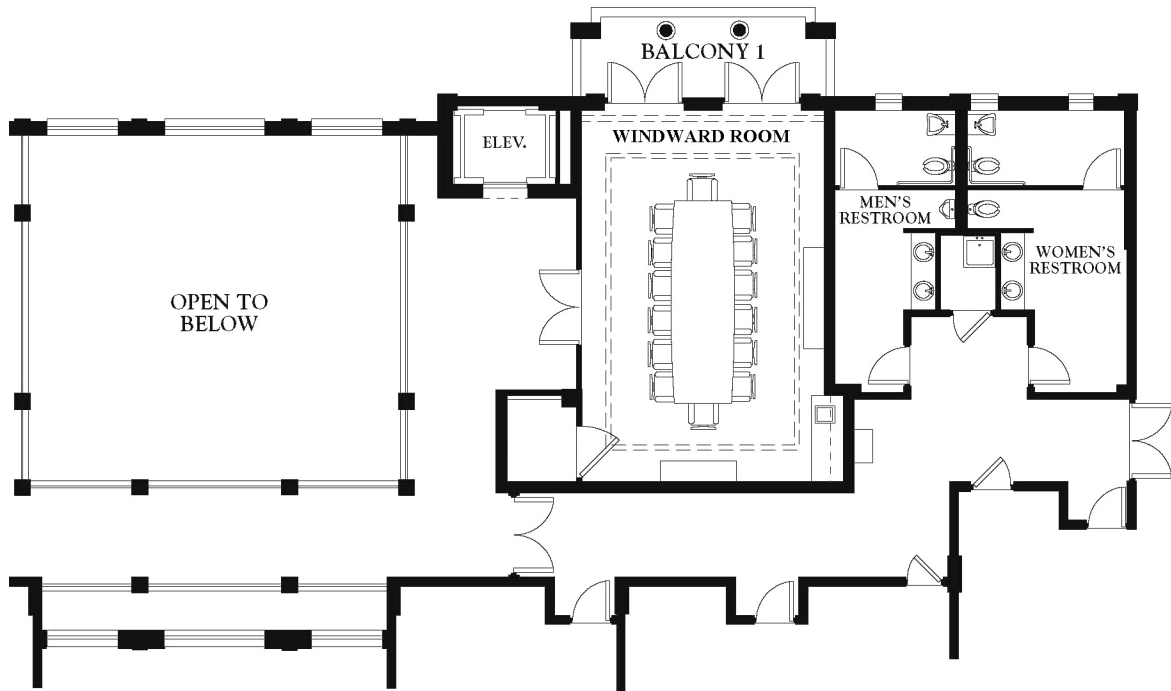 BALCONY 1
ELEV.
WINDWARD ROOM
MEN'S
RESTROOM
WOMEN'S
RESTROOM
OPEN TO
BELOW